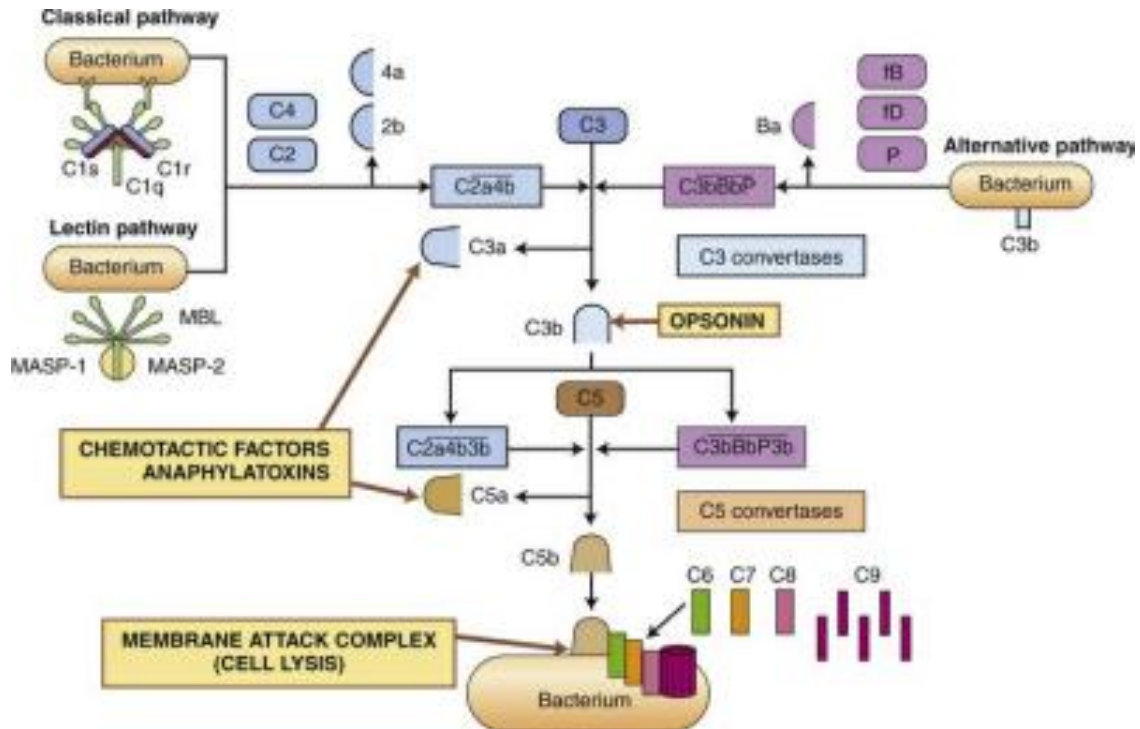 Classical pathway
Bacterium
C1s
C1r
C1q
Lectin pathway
Bacterium
MBL
MASP-1
MASP-2
C4
C2
4a
2b
C3
Ba
fB
fD
P
Alternative pathway
Bacterium
C3b
C2a4b
C3bBbP
C3a
C3 convertases
C3b
OPSONIN
C5
CHEMOTACTIC FACTORS
ANAPHYLATOXINS
C2a4b3b
C3bBbP3b
C5a
C5 convertases
C5b
C6
C7
C8
C9
MEMBRANE ATTACK COMPLEX
(CELL LYSIS)
Bacterium